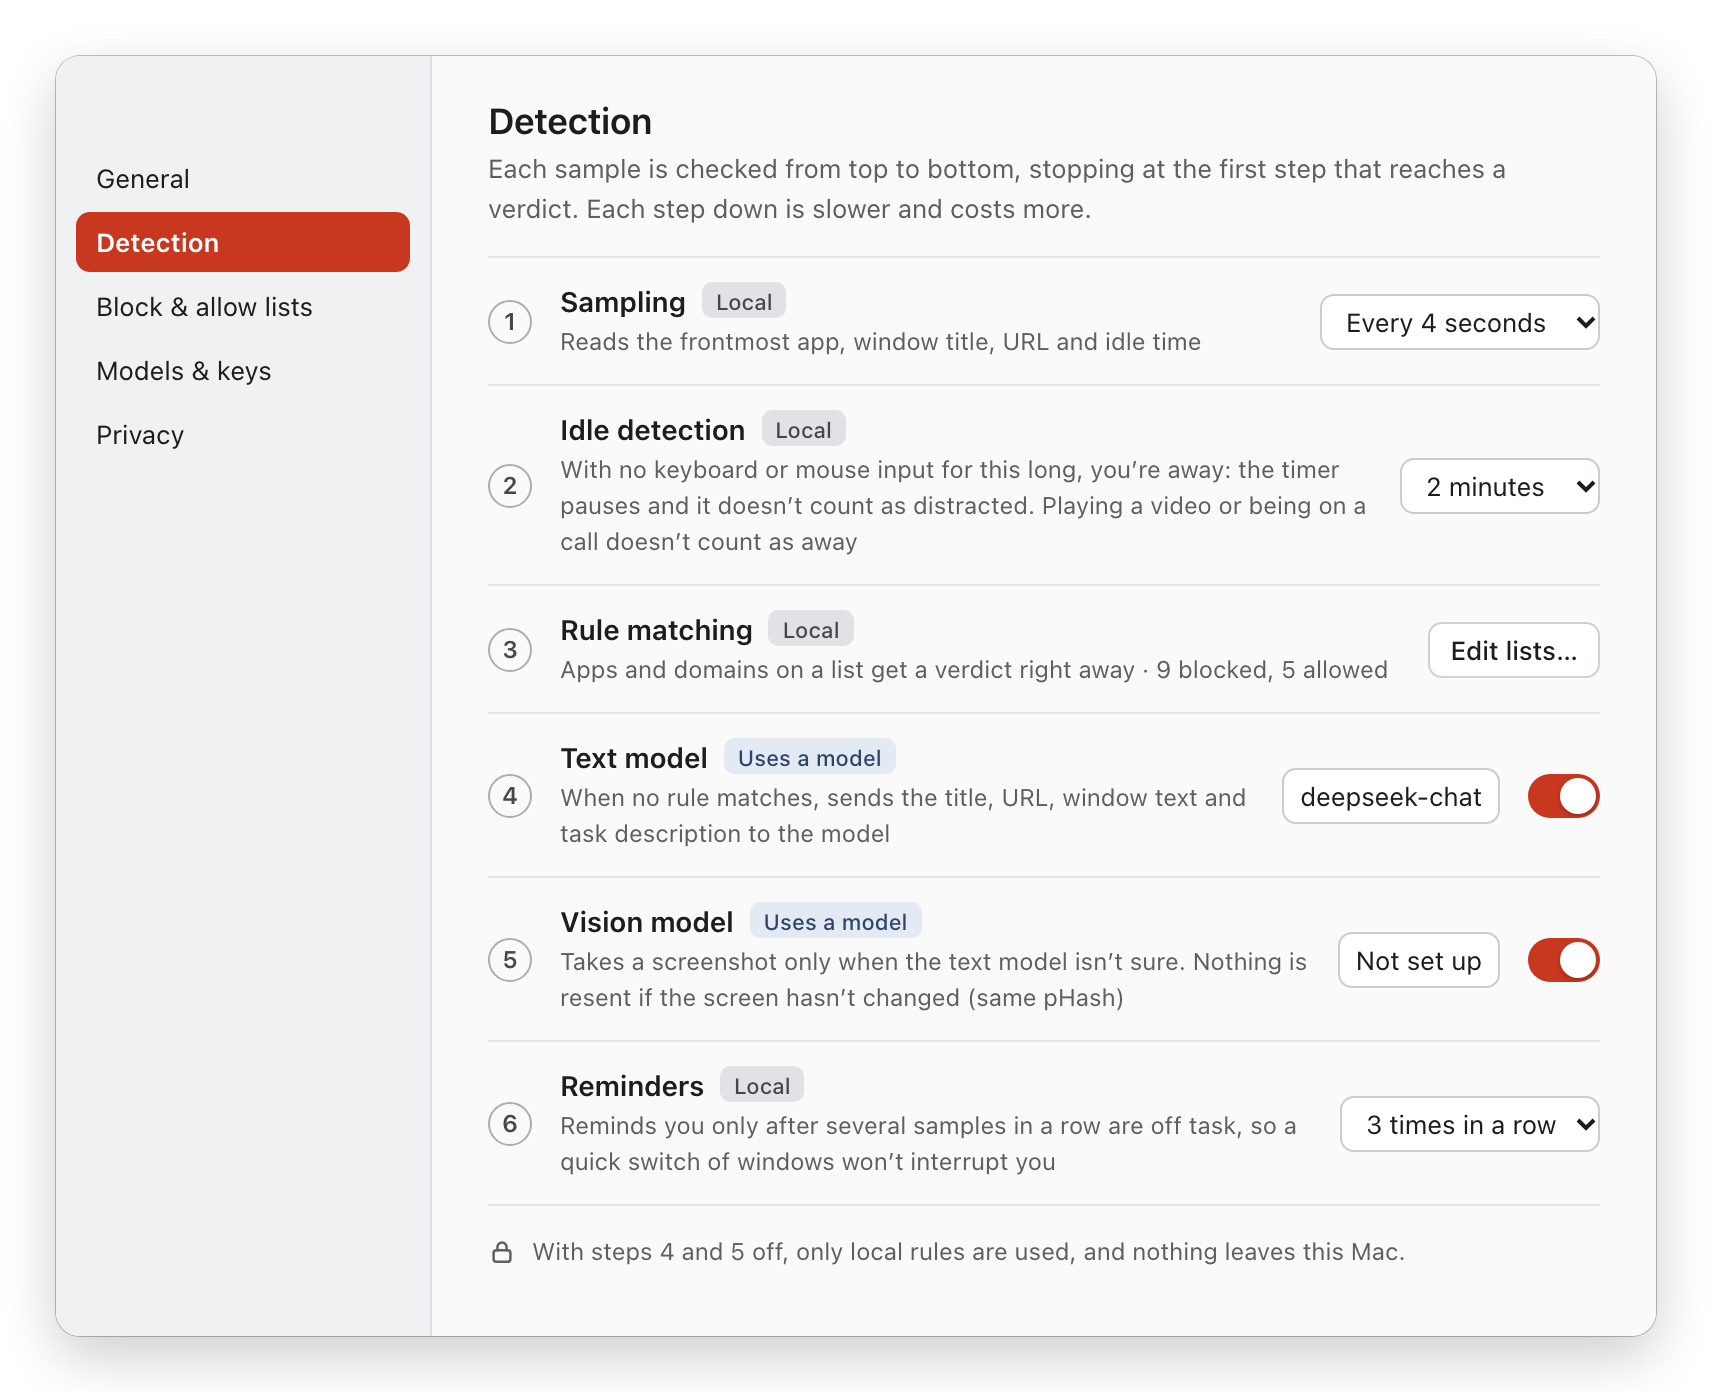 General
Detection
Block & allow lists
Models & keys
Privacy
Detection
Each sample is checked from top to bottom, stopping at the first step that reaches a
verdict. Each step down is slower and costs more.
1
Sampling Local
Reads the frontmost app, window title, URL and idle time
Every 4 seconds
2
Idle detection Local
With no keyboard or mouse input for this long, you’re away: the timer
pauses and it doesn’t count as distracted. Playing a video or being on a
call doesn’t count as away
2 minutes
3
Rule matching Local
Apps and domains on a list get a verdict right away · 9 blocked, 5 allowed
Edit lists...
4
Text model Uses a model
When no rule matches, sends the title, URL, window text and
task description to the model
deepseek-chat
5
Vision model Uses a model
Takes a screenshot only when the text model isn’t sure. Nothing is
resent if the screen hasn’t changed (same pHash)
Not set up
6
Reminders Local
Reminds you only after several samples in a row are off task, so a
quick switch of windows won’t interrupt you
3 times in a row
With steps 4 and 5 off, only local rules are used, and nothing leaves this Mac.